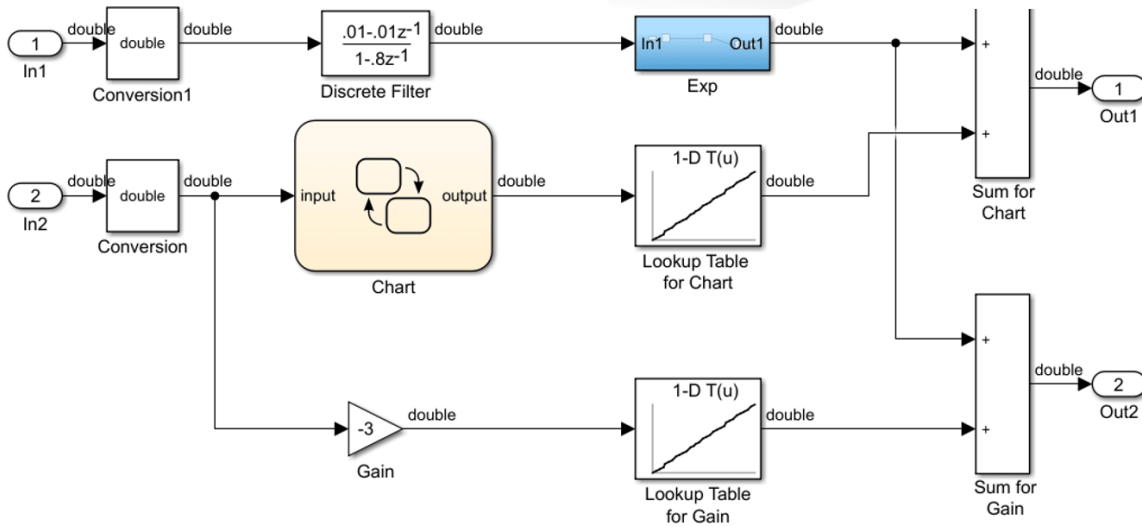 double
double
.01-.01z-1
double
double
1
double
1-.8z-1
In1
Out1
+
In1
Conversion1
Discrete Filter
Exp
double
1
Out1
1-D T(u)
+
double
double
double
double
2
double
input
output
In2
Sum for
Chart
Conversion
Lookup Table
for Chart
Chart
+
double
1-D T(u)
2
double
double
Out2
-3
+
Gain
Lookup Table
for Gain
Sum for
Gain